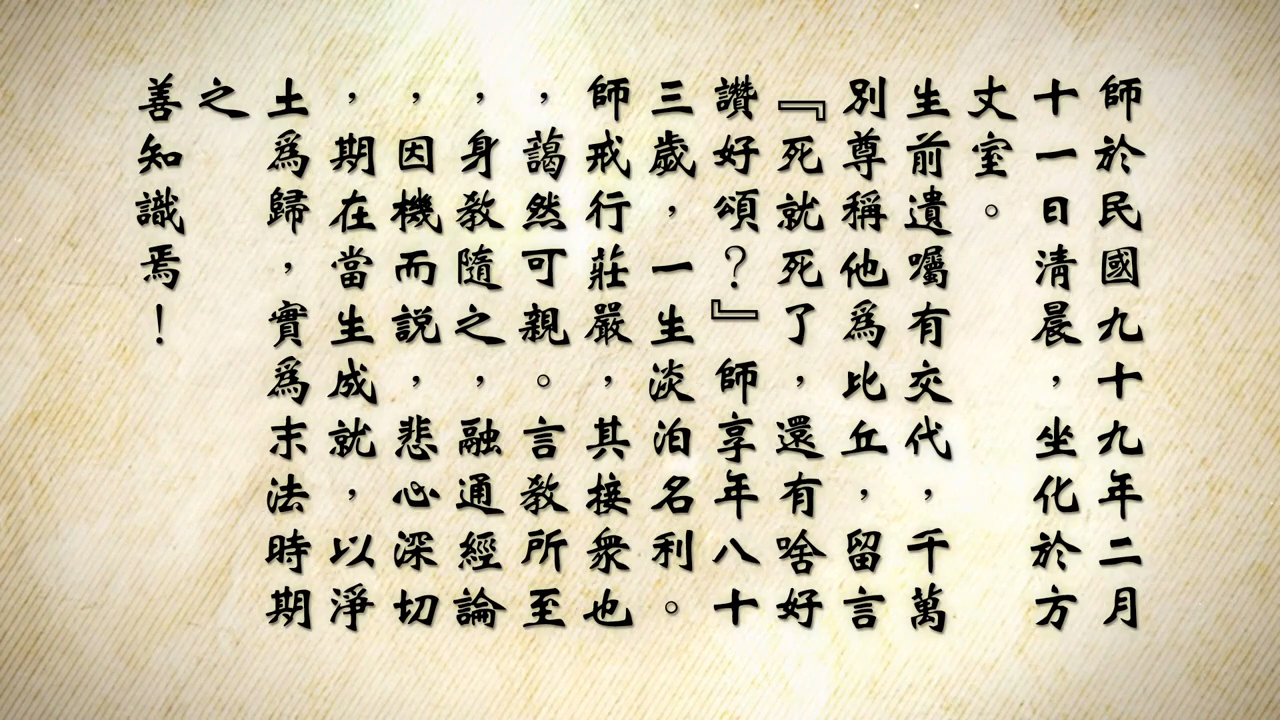 師於民國九十九年二月
十一日清晨，坐化於方
丈室。
生前遺囑有交代，千萬
別尊稱他爲比丘，留言
『死就死了，還有啥好
讚好頌？』師享年八十
三歲，一生淡泊名利。
師戒行莊嚴，其接衆也
，藹然可親。言教所至
，身教隨之，融通經論
，因機而説，悲心深切
，期在當生成就，以淨
土爲歸，實爲末法時期
之
善知識焉！